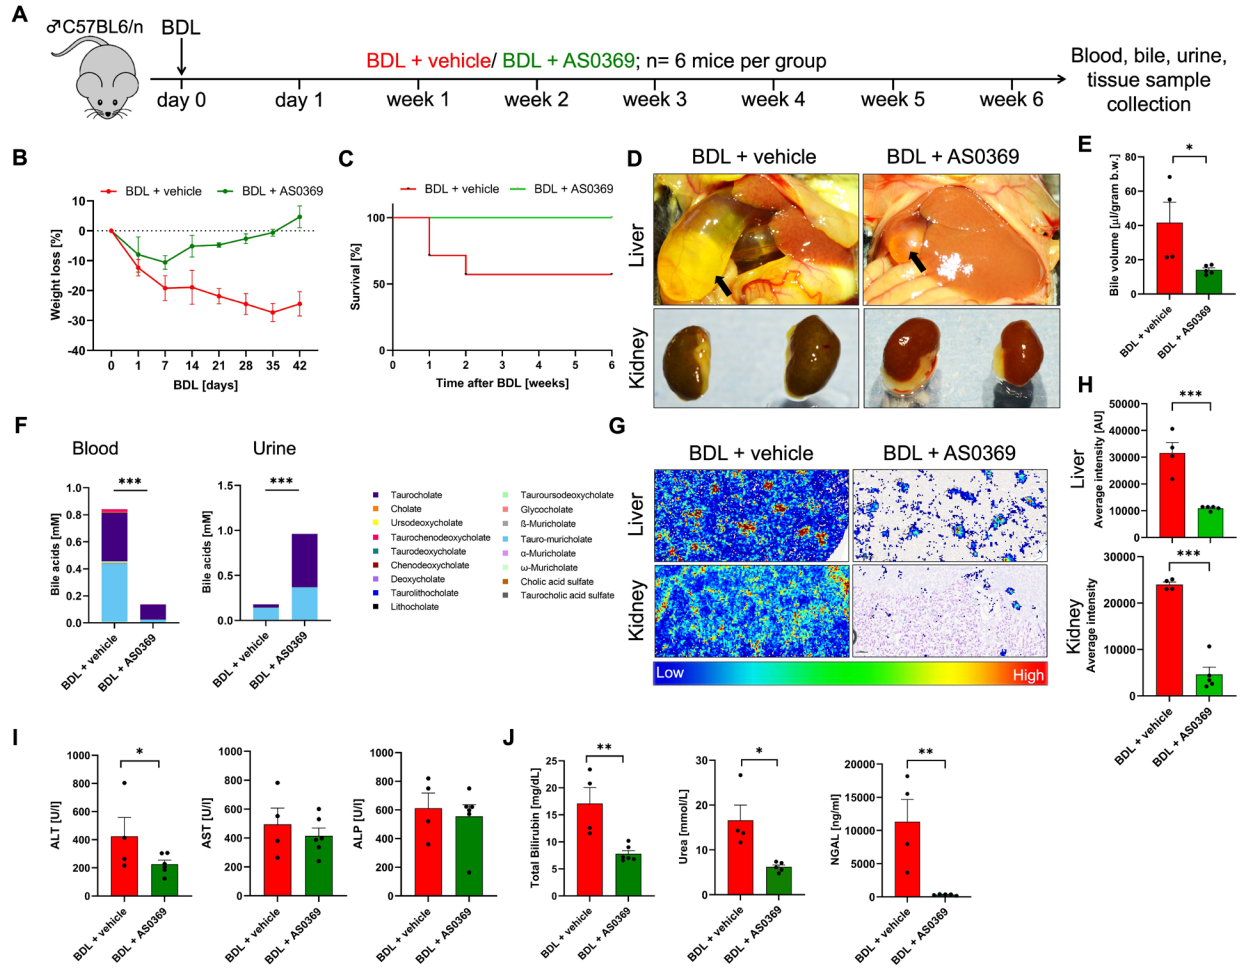 A
♂C57BL6/n
BDL
BDL + vehicle/ BDL + AS0369; n= 6 mice per group
day 0
day 1
week 1
week 2
week 3
week 4
week 5
week 6
Blood, bile, urine,
tissue sample
collection
B
BDL + vehicle
BDL + AS0369
Weight loss [%]
10
0
-10
-20
-30
-40
0 1 7 14 21 28 35 42
BDL [days]
C
BDL + vehicle
BDL + AS0369
Survival [%]
100
50
0
0 1 2 3 4 5 6
Time after BDL [weeks]
D
BDL + vehicle
BDL + AS0369
Liver
Kidney
E
Bile volume [µl/gram b.w.]
80
60
40
20
0
*
BDL + vehicle
BDL + AS0369
F
Blood
Urine
Bile acids [mM]
1.0
0.8
0.6
0.4
0.2
0.0
***
BDL + vehicle
BDL + AS0369
Bile acids [mM]
1.5
1.0
0.5
0.0
***
BDL + vehicle
BDL + AS0369
Taurocholate
Cholate
Ursodeoxycholate
Taurochenodeoxycholate
Taurodeoxycholate
Chenodeoxycholate
Deoxycholate
Taurolithocholate
Lithocholate
Tauroursodeoxycholate
Glycocholate
ß-Muricholate
Tauro-muricholate
α-Muricholate
ω-Muricholate
Cholic acid sulfate
Taurocholic acid sulfate
G
BDL + vehicle
BDL + AS0369
Liver
Kidney
Low
High
H
Liver
Average intensity [AU]
50000
40000
30000
20000
10000
0
***
Kidney
Average intensity
30000
20000
10000
0
***
BDL + vehicle
BDL + AS0369
I
ALT [U/l]
1000
800
600
400
200
0
*
BDL + vehicle
BDL + AS0369
AST [U/l]
1000
800
600
400
200
0
BDL + vehicle
BDL + AS0369
ALP [U/l]
1000
800
600
400
200
0
BDL + vehicle
BDL + AS0369
J
Total Bilirubin [mg/dL]
25
20
15
10
5
0
**
BDL + vehicle
BDL + AS0369
Urea [mmol/L]
30
20
10
0
*
BDL + vehicle
BDL + AS0369
NGAL [ng/ml]
20000
15000
10000
5000
0
**
BDL + vehicle
BDL + AS0369